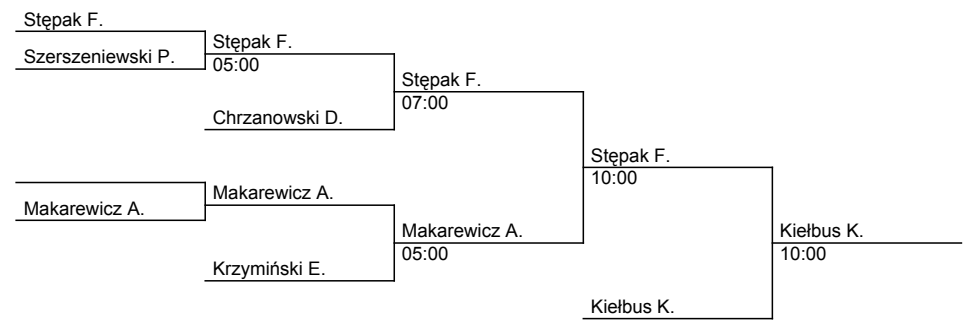 Stępak F.
Szerszeniewski P.
Stępak F.
05:00
Chrzanowski D.
Stępak F.
07:00
Makarewicz A.
Makarewicz A.
Krzymiński E.
Makarewicz A.
05:00
Stępak F.
10:00
Kiełbus K.
Kiełbus K.
10:00